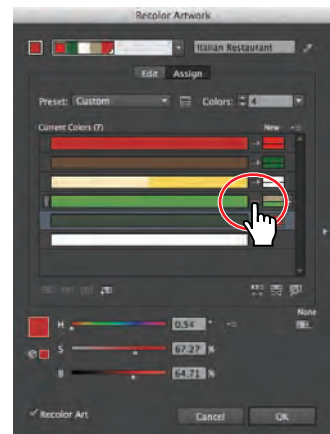 Recolor Artwork
Italian Restaurant
Edit Assign
Preset: Custom Colors: 4
Current Colors (7) New
None
H 0.54 °
S 67.27 %
B 64.71 %
Recolor Art Cancel OK